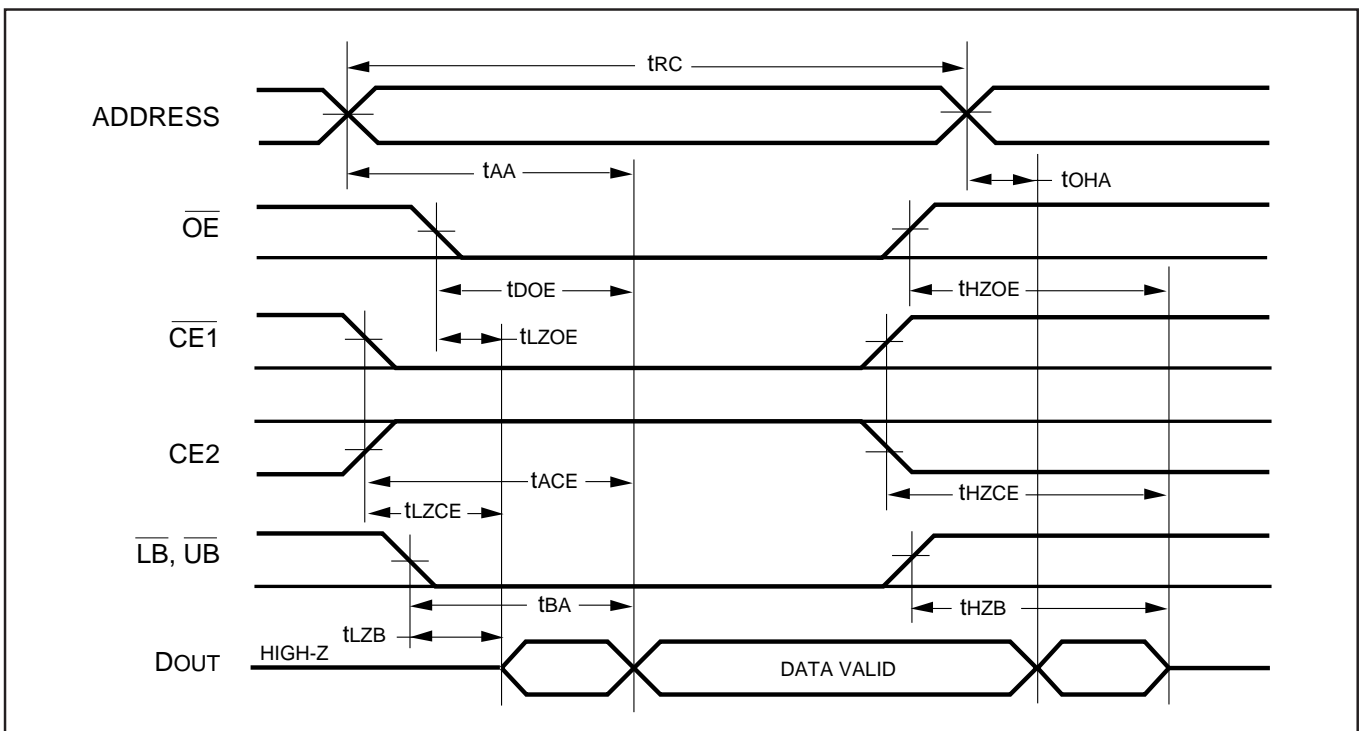 tRC
ADDRESS
tAA
tOHA
OE
tDOE
tHZOE
CE1
tLZOE
CE2
tACE
tHZCE
tLZCE
LB, UB
tBA
tHZB
tLZB
DOUT
HIGH-Z
DATA VALID